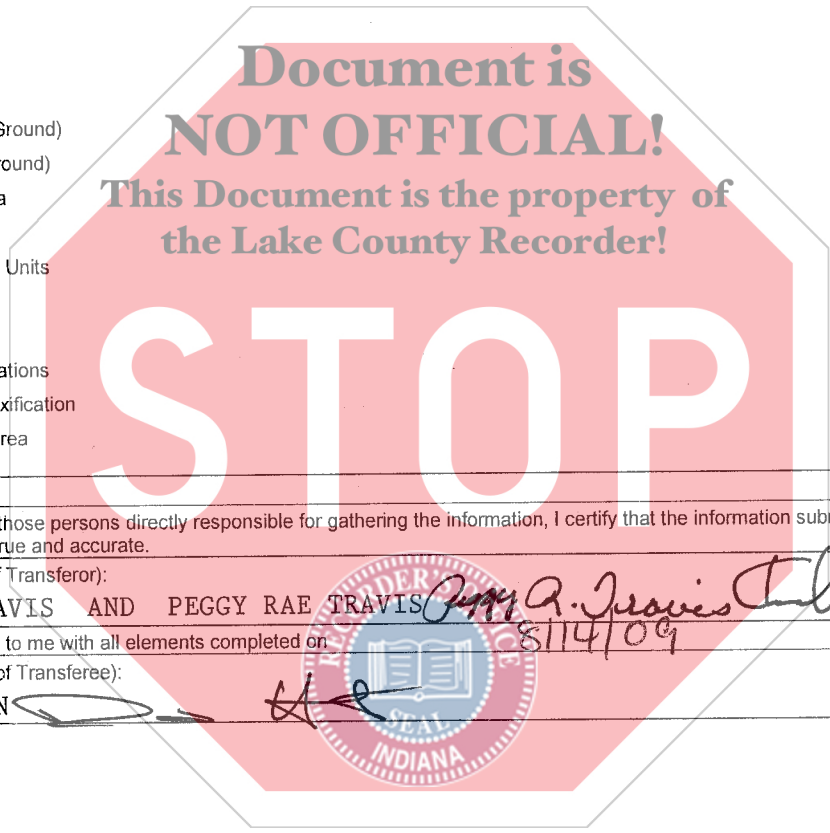 Document is
NOT OFFICIAL!
This Document is the property of
the Lake County Recorder!
Ground)
round)
a
Units
STOP
ations
xification
rea
those persons directly responsible for gathering the information, I certify that the information subm
rue and accurate.
f Transferor):
AVIS AND PEGGY RAE TRAVIS Peggy R. Travis
to me with all elements completed on 8/14/09
of Transferee):
N
RECORDER'S OFFICE
SEAL
INDIANA